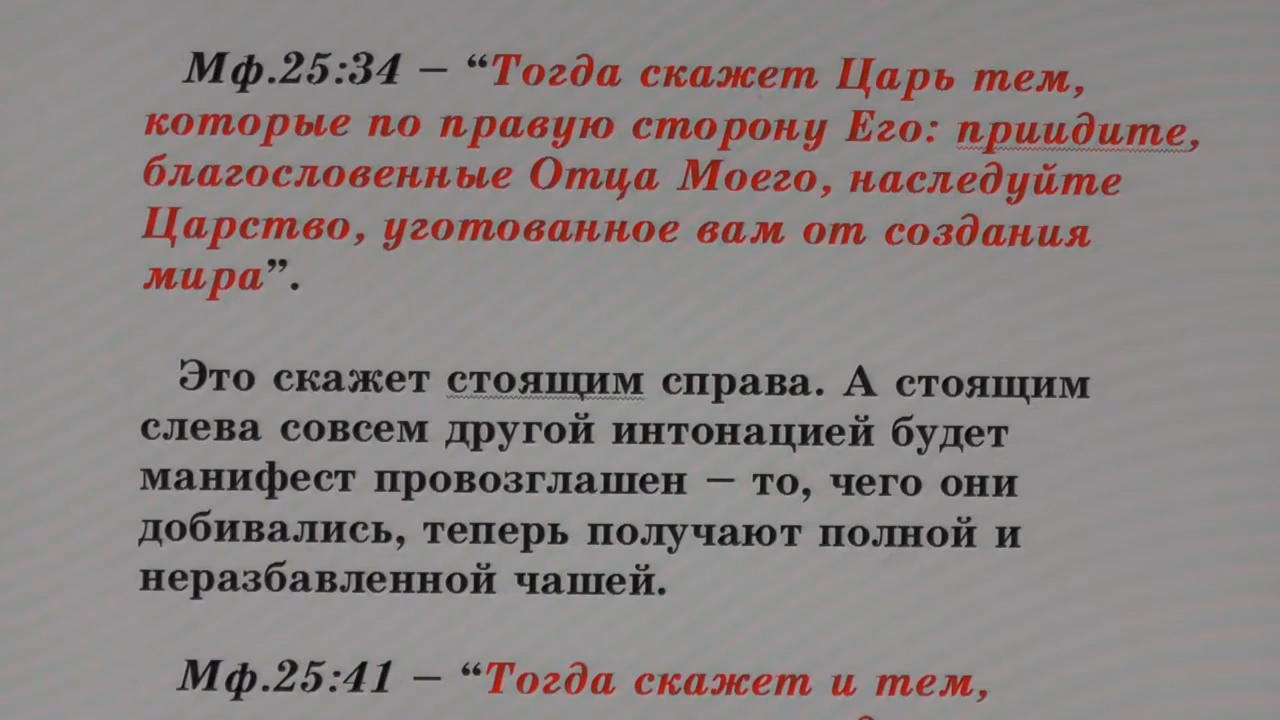 Мф.25:34 – “Тогда скажет Царь тем,
которые по правую сторону Его: приидите,
благословенные Отца Моего, наследуйте
Царство, уготованное вам от создания
мира”.
Это скажет стоящим справа. А стоящим
слева совсем другой интонацией будет
манифест провозглашен – то, чего они
добивались, теперь получают полной и
неразбавленной чашей.
Мф.25:41 – “Тогда скажет и тем,